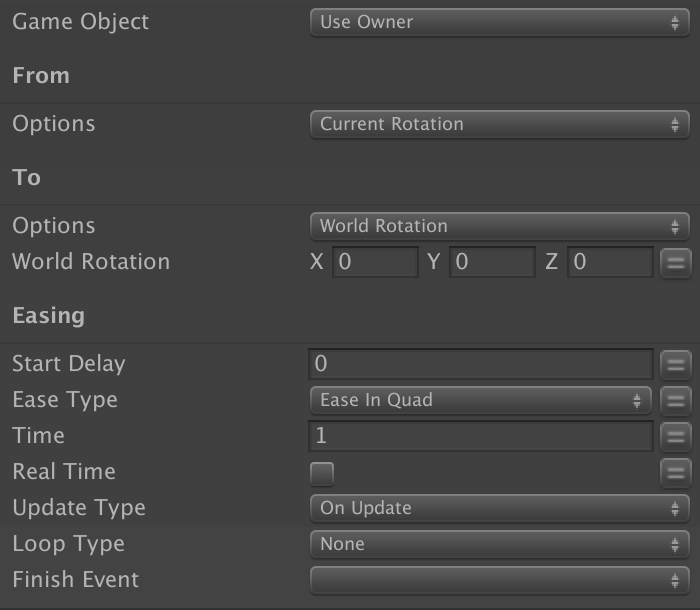 Game Object Use Owner
From
Options Current Rotation
To
Options World Rotation
World Rotation X 0 Y 0 Z 0
Easing
Start Delay 0
Ease Type Ease In Quad
Time 1
Real Time
Update Type On Update
Loop Type None
Finish Event